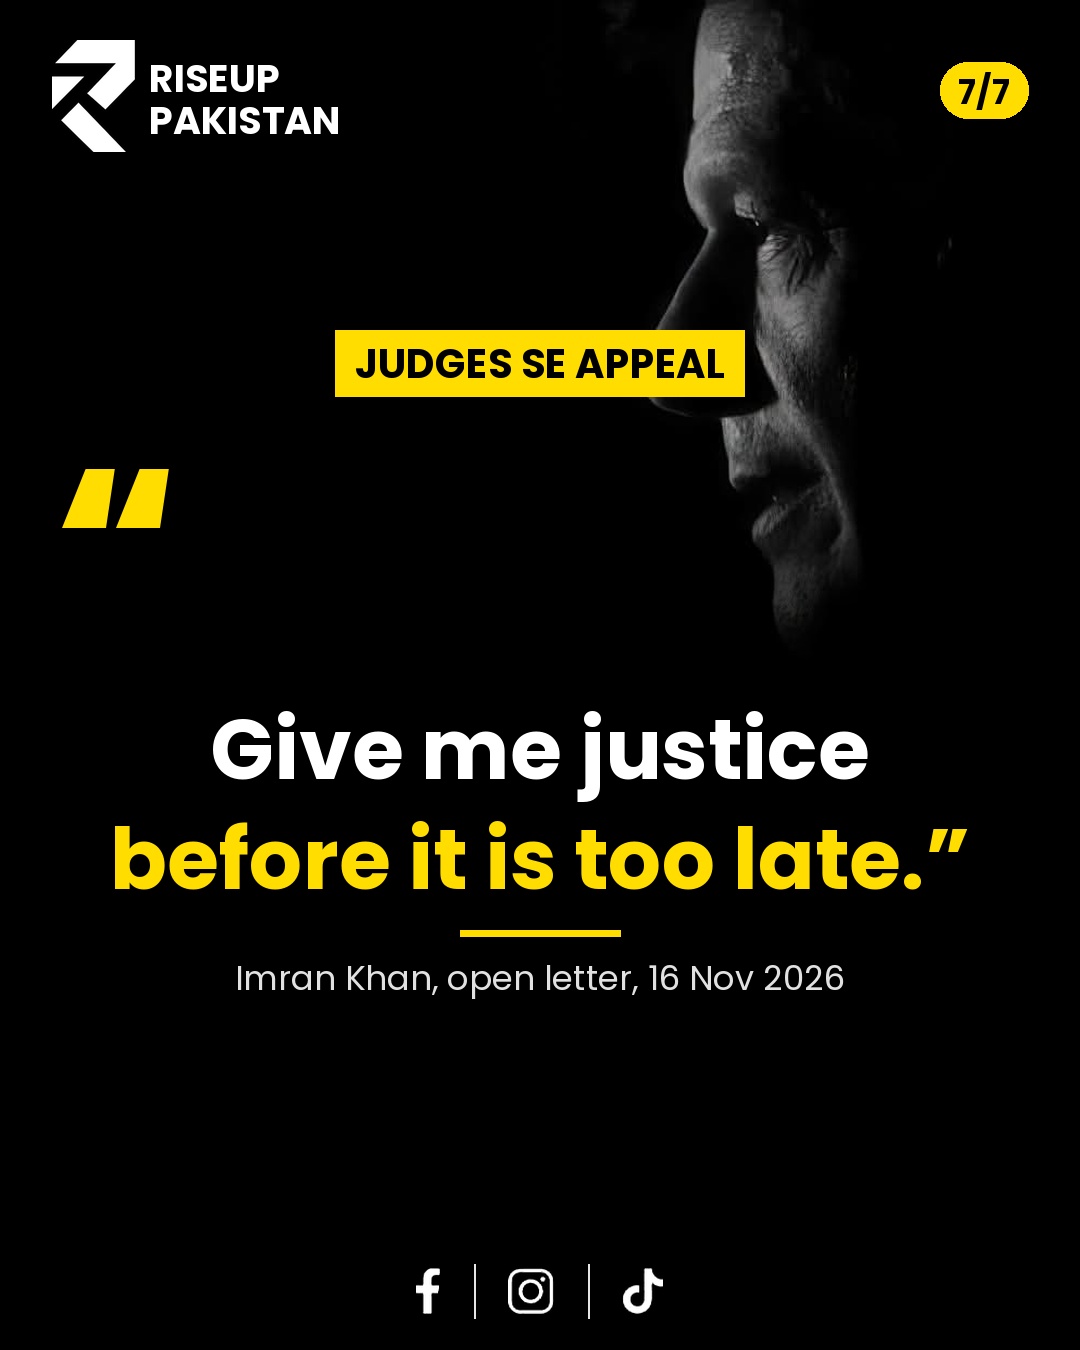 RISEUP
PAKISTAN
7/7
JUDGES SE APPEAL
“
Give me justice
before it is too late.”
Imran Khan, open letter, 16 Nov 2026